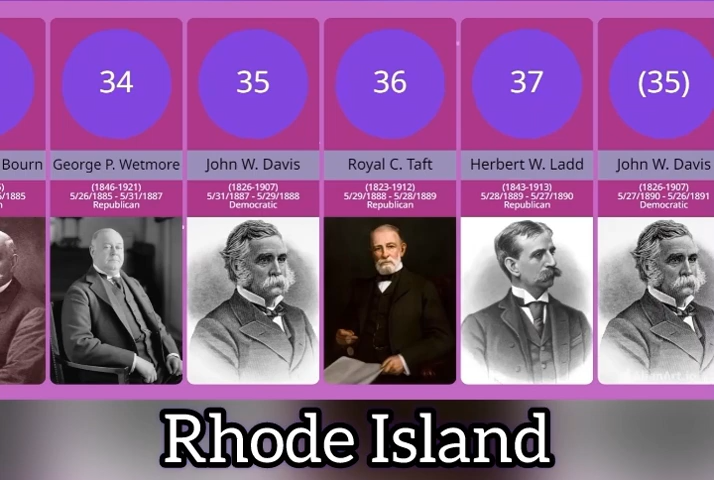 34
35
36
37
(35)
Bourn
George P. Wetmore
John W. Davis
Royal C. Taft
Herbert W. Ladd
John W. Davis
/1885
(1846-1921)
5/26/1885 - 5/31/1887
Republican
(1826-1907)
5/31/1887 - 5/29/1888
Democratic
(1823-1912)
5/29/1888 - 5/28/1889
Republican
(1843-1913)
5/28/1889 - 5/27/1890
Republican
(1826-1907)
5/27/1890 - 5/26/1891
Democratic
Rhode Island